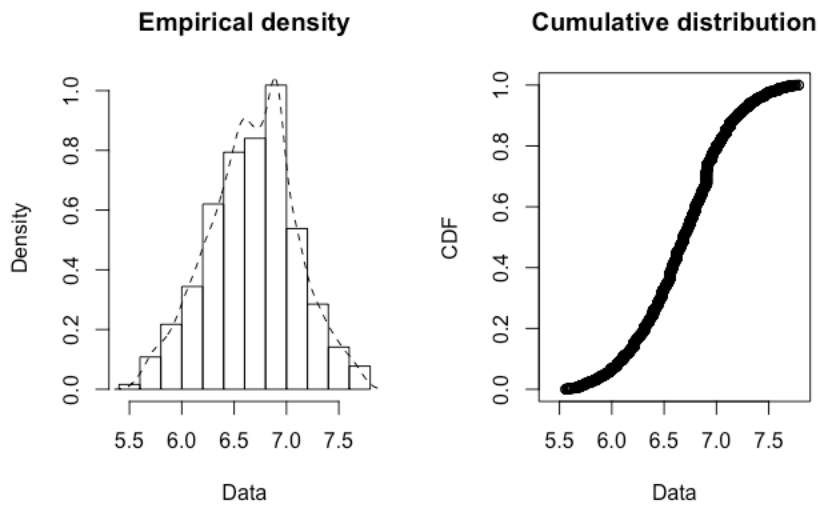 Empirical density
Density
0.0 0.2 0.4 0.6 0.8 1.0
5.5 6.0 6.5 7.0 7.5
Data
Cumulative distribution
CDF
0.0 0.2 0.4 0.6 0.8 1.0
5.5 6.0 6.5 7.0 7.5
Data